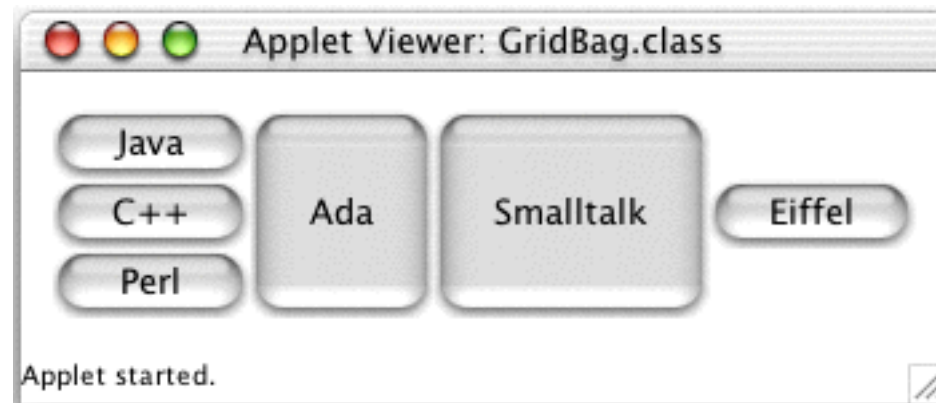 Applet Viewer: GridBag.class
Java
C++
Perl
Ada
Smalltalk
Eiffel
Applet started.